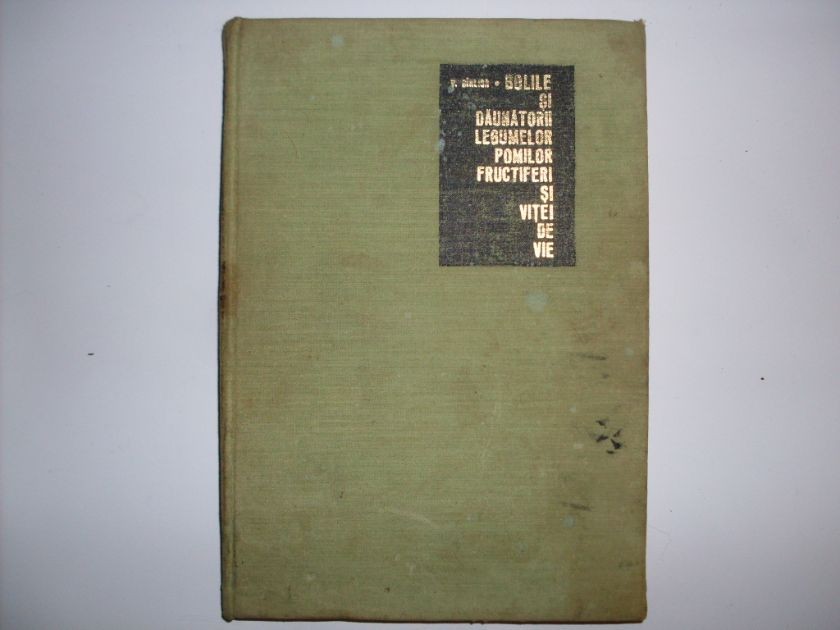 • BOLILE
ȘI
DĂUNĂTORII
LEGUMELOR
POMILOR
FRUCTIFERI
ȘI
VIȚEI
DE
VIE